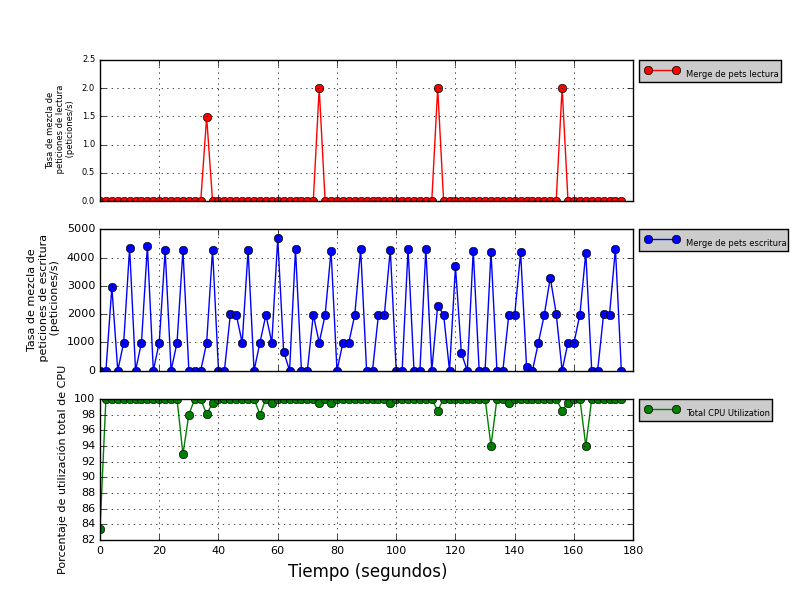 Tasa de mezcla de
peticiones de lectura
(peticiones/s)
2.5
2.0
1.5
1.0
0.5
0.0
Merge de pets lectura
Tasa de mezcla de
peticiones de escritura
(peticiones/s)
5000
4000
3000
2000
1000
0
Merge de pets escritura
Porcentaje de utilización total de CPU
100
98
96
94
92
90
88
86
84
82
Total CPU Utilization
0 20 40 60 80 100 120 140 160 180
Tiempo (segundos)